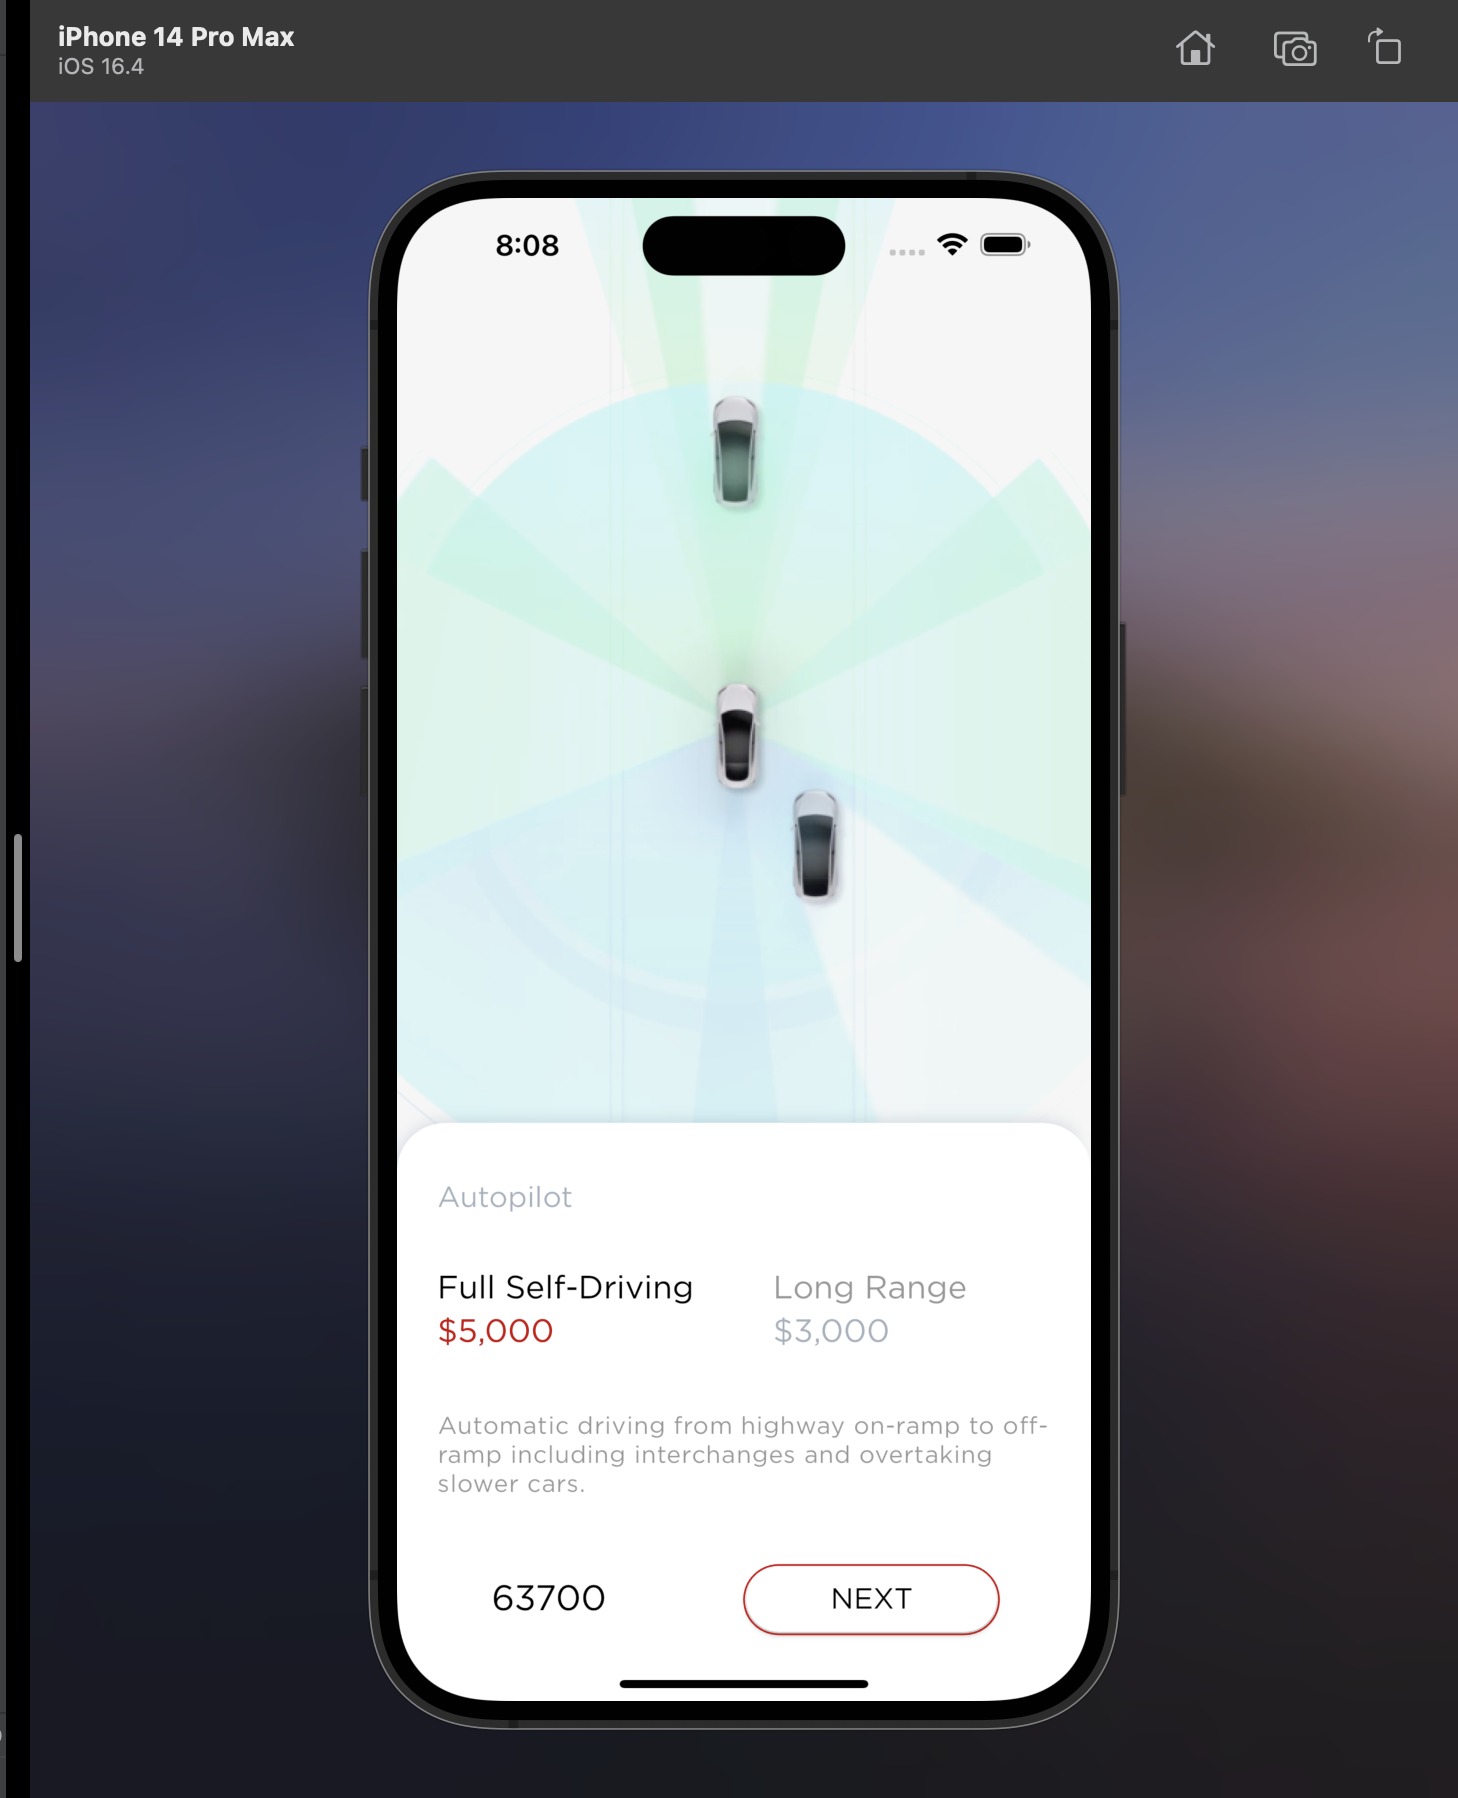 iPhone 14 Pro Max
iOS 16.4
8:08
Autopilot
Full Self-Driving
$5,000
Long Range
$3,000
Automatic driving from highway on-ramp to off-
ramp including interchanges and overtaking
slower cars.
63700
NEXT